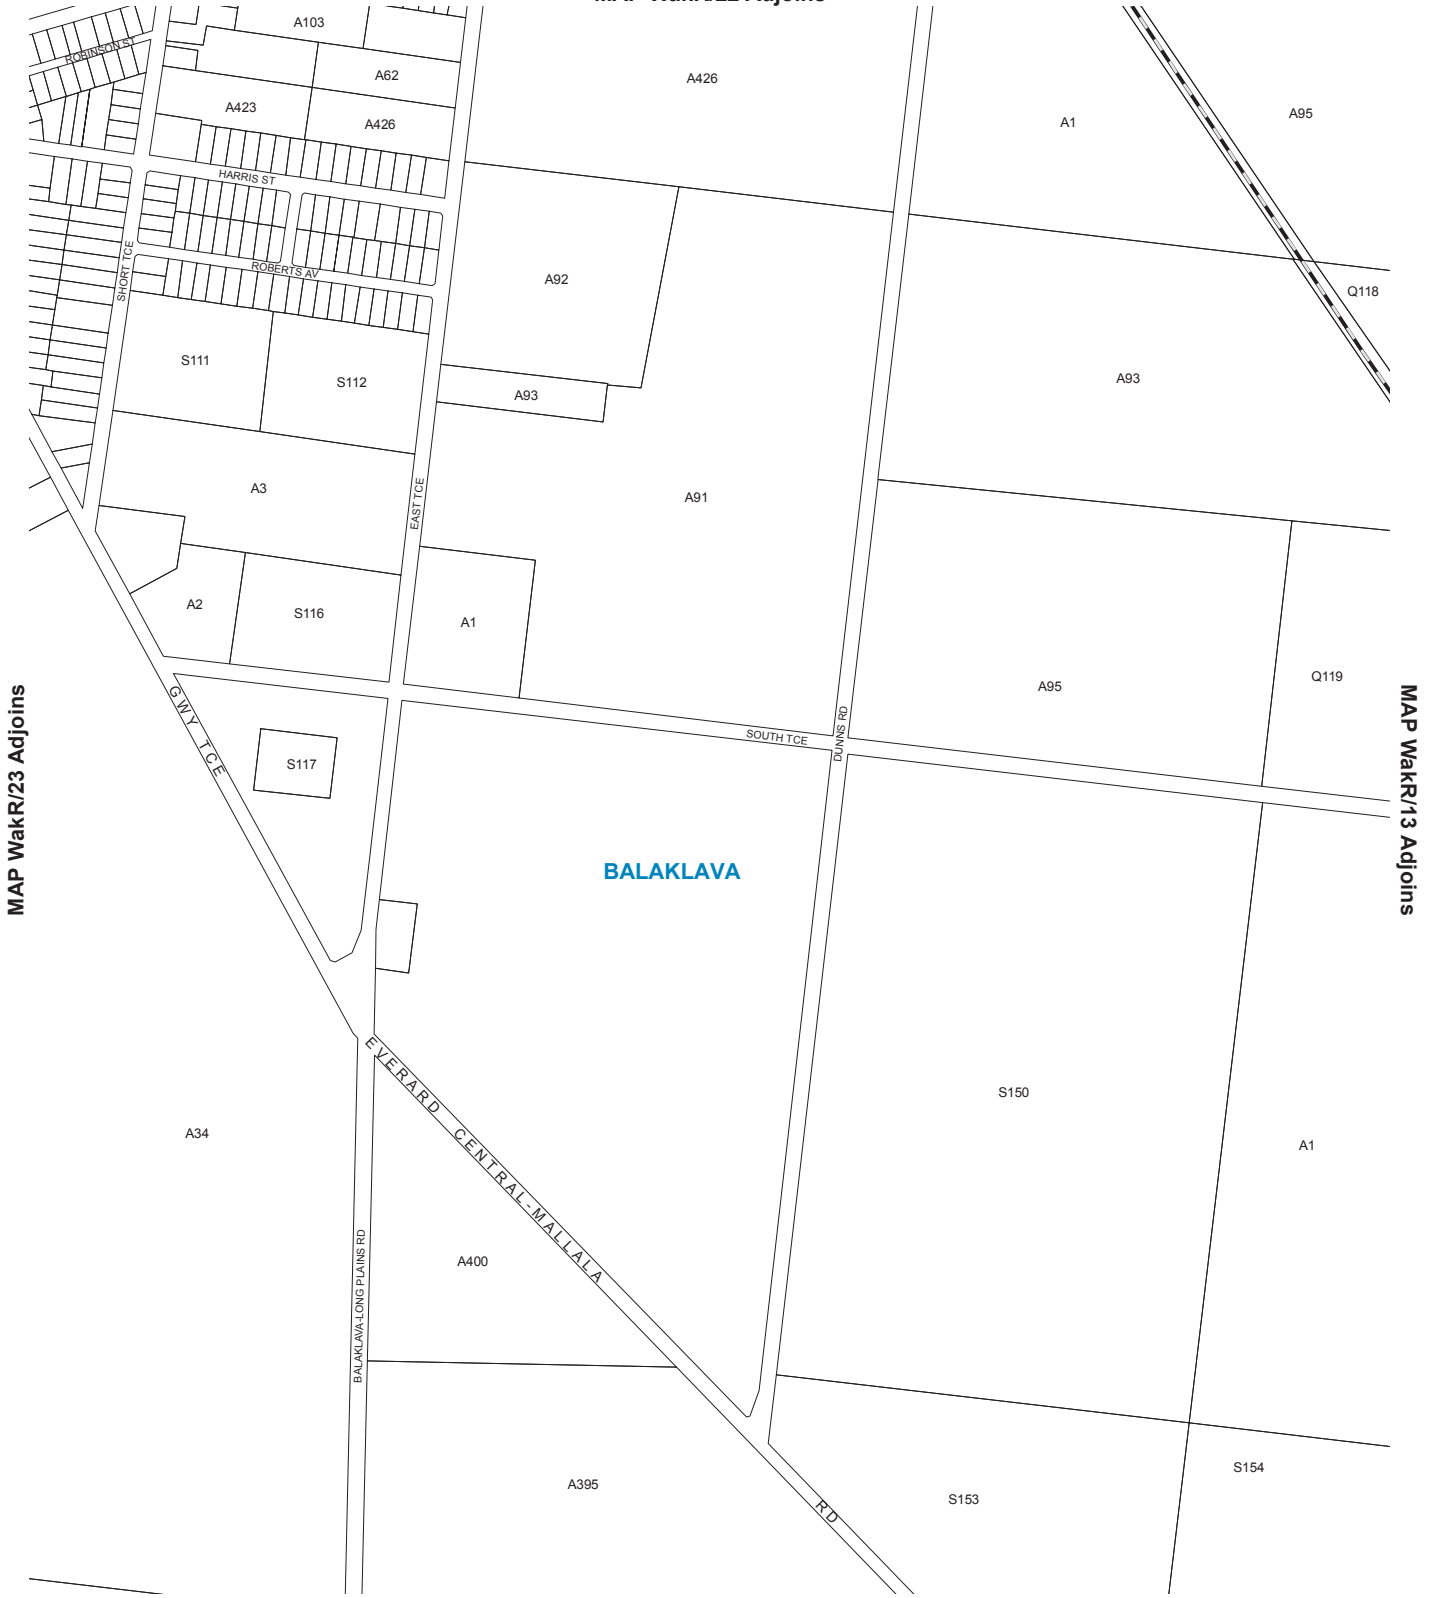 A103
ROBINSON ST
A62
A426
A1
A95
A423
A426
HARRIS ST
SHORT TCE
ROBERTS AV
A92
Q118
S111
S112
A93
A93
A3
EAST TCE
A91
A2
S116
A1
A95
Q119
MAP WakR/23 Adjoins
GWY TCE
SOUTH TCE
DUNNS RD
MAP WakR/13 Adjoins
S117
BALAKLAVA
EVERARD CENTRAL-MALLALA RD
S150
A34
A1
BALAKLAVA-LONG PLAINS RD
A400
A395
S153
S154